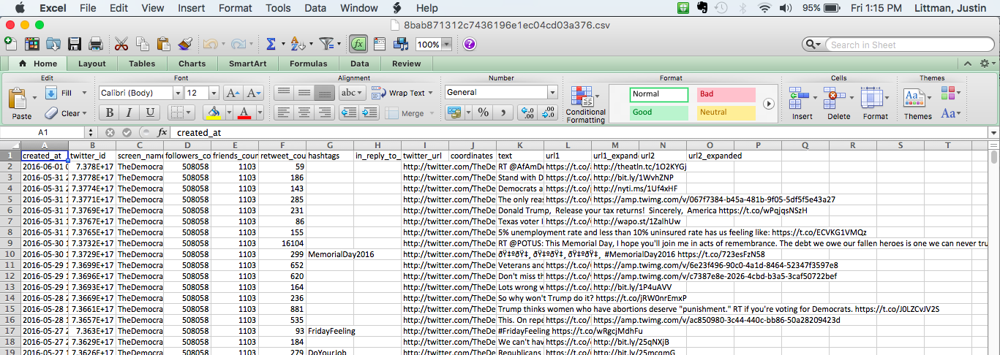 Excel File Edit View Insert Format Tools Data Window Help 95% Fri 1:15 PM Littman, Justin
8bab871312c7436196e1ec04cd03a376.csv
100% Search in Sheet
Home Layout Tables Charts SmartArt Formulas Data Review
Edit Font Alignment Number Format Cells Themes
Paste Fill Calibri (Body) 12 A A abc Wrap Text General Conditional Formatting Normal Bad Insert Delete Format Themes Aa
Clear B I U A Merge % Good Neutral Aa
A1 fx created_at
A B C D E F G H I J K L M N O P Q R S T
1 created_at twitter_id screen_name followers_co friends_coun retweet_cou hashtags in_reply_to_ twitter_url coordinates text url1 url1_expand url2 url2_expanded
2 2016-06-01 0 7.378E+17 TheDemocra 508058 1103 59 http://twitter.com/TheDe RT @AfAmDe https://t.co/ http://theatln.tc/1O2KYGj
3 2016-05-31 2 7.3778E+17 TheDemocra 508058 1103 186 http://twitter.com/TheDe Stand with D https://t.co/ http://bit.ly/1WvhZNP
4 2016-05-31 2 7.3774E+17 TheDemocra 508058 1103 143 http://twitter.com/TheDe Democrats a https://t.co/ http://nyti.ms/1Uf4xHF
5 2016-05-31 1 7.3771E+17 TheDemocra 508058 1103 285 http://twitter.com/TheDe The only reas https://t.co/ https://amp.twimg.com/v/067f7384-b45a-481b-9f05-5df5f5e43a27
6 2016-05-31 1 7.3769E+17 TheDemocra 508058 1103 231 http://twitter.com/TheDe Donald Trump, Release your tax returns! Sincerely, America https://t.co/wPqjqsNSzH
7 2016-05-31 1 7.3767E+17 TheDemocra 508058 1103 86 http://twitter.com/TheDe Texas voter I https://t.co/ http://wapo.st/1ZalhUw
8 2016-05-31 1 7.3765E+17 TheDemocra 508058 1103 155 http://twitter.com/TheDe 5% unemployment rate and less than 10% uninsured rate has us feeling like: https://t.co/ECVKG1VMQz
9 2016-05-30 1 7.3732E+17 TheDemocra 508058 1103 16104 http://twitter.com/TheDe RT @POTUS: This Memorial Day, I hope you'll join me in acts of remembrance. The debt we owe our fallen heroes is one we can never tru
10 2016-05-30 1 7.3729E+17 TheDemocra 508058 1103 299 MemorialDay2016 http://twitter.com/TheDe ðŸ‡ºðŸ‡¸ ðŸ‡ºðŸ‡¸ ðŸ‡ºðŸ‡¸ #MemorialDay2016 https://t.co/723esFzN58
11 2016-05-29 1 7.3699E+17 TheDemocra 508058 1103 652 http://twitter.com/TheDe Veterans and https://t.co/ https://amp.twimg.com/v/6e23f496-90c0-4a1d-8464-52347f3597e8
12 2016-05-29 1 7.3696E+17 TheDemocra 508058 1103 620 http://twitter.com/TheDe Don't miss th https://t.co/ https://amp.twimg.com/v/c7387e8e-2026-4cbd-b3a5-3caf50722bef
13 2016-05-29 1 7.3693E+17 TheDemocra 508058 1103 164 http://twitter.com/TheDe Lots wrong w https://t.co/ http://bit.ly/1P4uAVV
14 2016-05-28 2 7.3669E+17 TheDemocra 508058 1103 236 http://twitter.com/TheDe So why won't Trump do it? https://t.co/jRW0nrEmxP
15 2016-05-28 1 7.3661E+17 TheDemocra 508058 1103 881 http://twitter.com/TheDe Trump thinks women who have abortions deserve "punishment." RT if you're voting for Democrats. https://t.co/J0LZCvJV2S
16 2016-05-28 1 7.3657E+17 TheDemocra 508058 1103 535 http://twitter.com/TheDe This. On repe https://t.co/ https://amp.twimg.com/v/ac850980-3c44-440c-bb86-50a28209423d
17 2016-05-27 2 7.363E+17 TheDemocra 508058 1103 93 FridayFeeling http://twitter.com/TheDe #FridayFeeling https://t.co/wRgcjMdhFu
18 2016-05-27 2 7.3629E+17 TheDemocra 508058 1103 184 http://twitter.com/TheDe We can't hav https://t.co/ http://bit.ly/25qNXjB
19 2016-05-27 1 7.3626E+17 TheDemocra 508058 1103 279 DoYourJob http://twitter.com/TheDe Republicans https://t.co/ http://bit.ly/25mcqmG